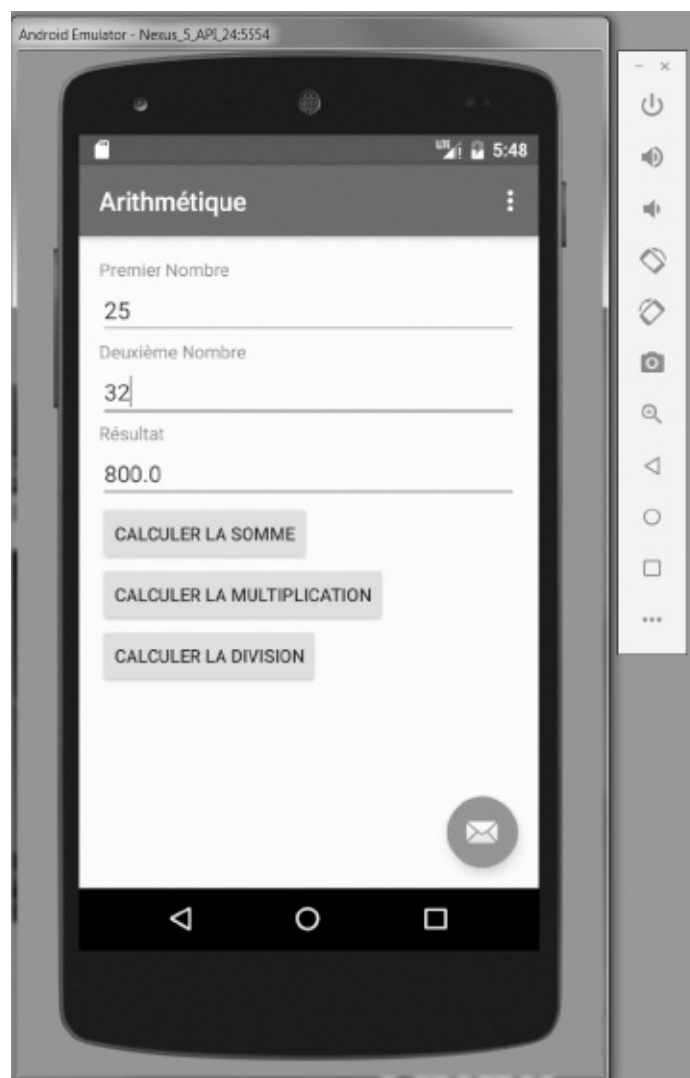 Android Emulator - Nexus_5_API_24:5554
LTE 5:48
Arithmétique
Premier Nombre
25
Deuxième Nombre
32
Résultat
800.0
CALCULER LA SOMME
CALCULER LA MULTIPLICATION
CALCULER LA DIVISION